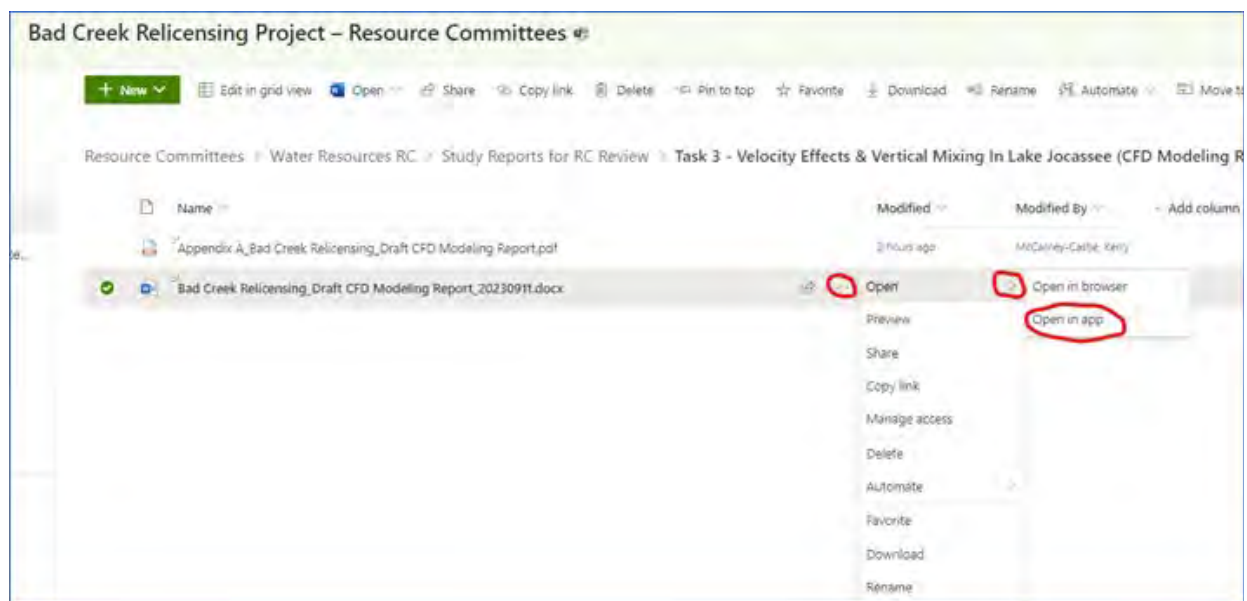 Bad Creek Relicensing Project – Resource Committees
+ New Edit in grid view Open Share Copy link Delete Pin to top Favorite Download Rename Automate Move to
Resource Committees > Water Resources RC > Study Reports for RC Review > Task 3 - Velocity Effects & Vertical Mixing In Lake Jocassee (CFD Modeling R
Name Modified Modified By + Add column
Appendix A_Bad Creek Relicensing_Draft CFD Modeling Report.pdf 2 hours ago McCarney-Castle, Kerry
Bad Creek Relicensing_Draft CFD Modeling Report_20230911.docx Open Open in browser
Preview Open in app
Share
Copy link
Manage access
Delete
Automate
Favorite
Download
Rename